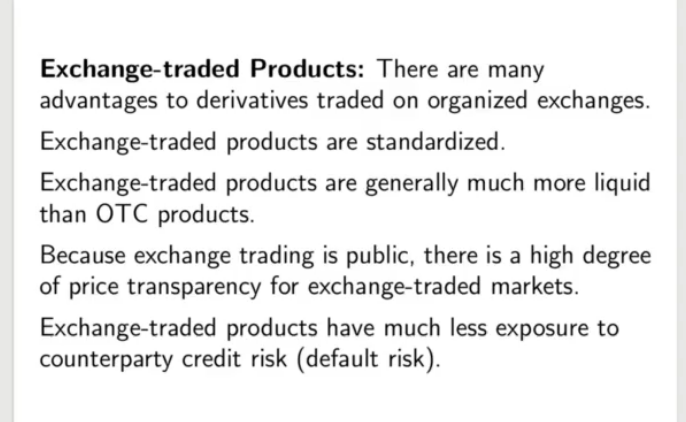 Exchange-traded Products: There are many
advantages to derivatives traded on organized exchanges.
Exchange-traded products are standardized.
Exchange-traded products are generally much more liquid
than OTC products.
Because exchange trading is public, there is a high degree
of price transparency for exchange-traded markets.
Exchange-traded products have much less exposure to
counterparty credit risk (default risk).